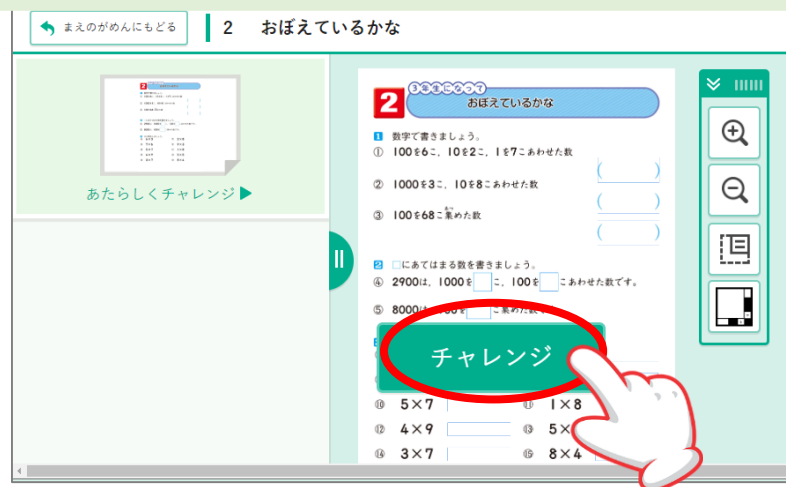 まえのがめんにもどる
2 おぼえているかな
あたらしくチャレンジ▶
3年生になって
2 おぼえているかな
1 数字で書きましょう。
① 100を6こ、10を2こ、1を7こあわせた数
( )
② 1000を3こ、10を8こあわせた数
( )
③ 100を68こ集めた数
あつ
( )
2 □にあてはまる数を書きましょう。
④ 2900は、1000を□こ、100を□こあわせた数です。
⑤ 8000は
チャレンジ
⑩ 5×7 ⑪ 1×8
⑫ 4×9 ⑬ 5×
⑭ 3×7 ⑮ 8×4